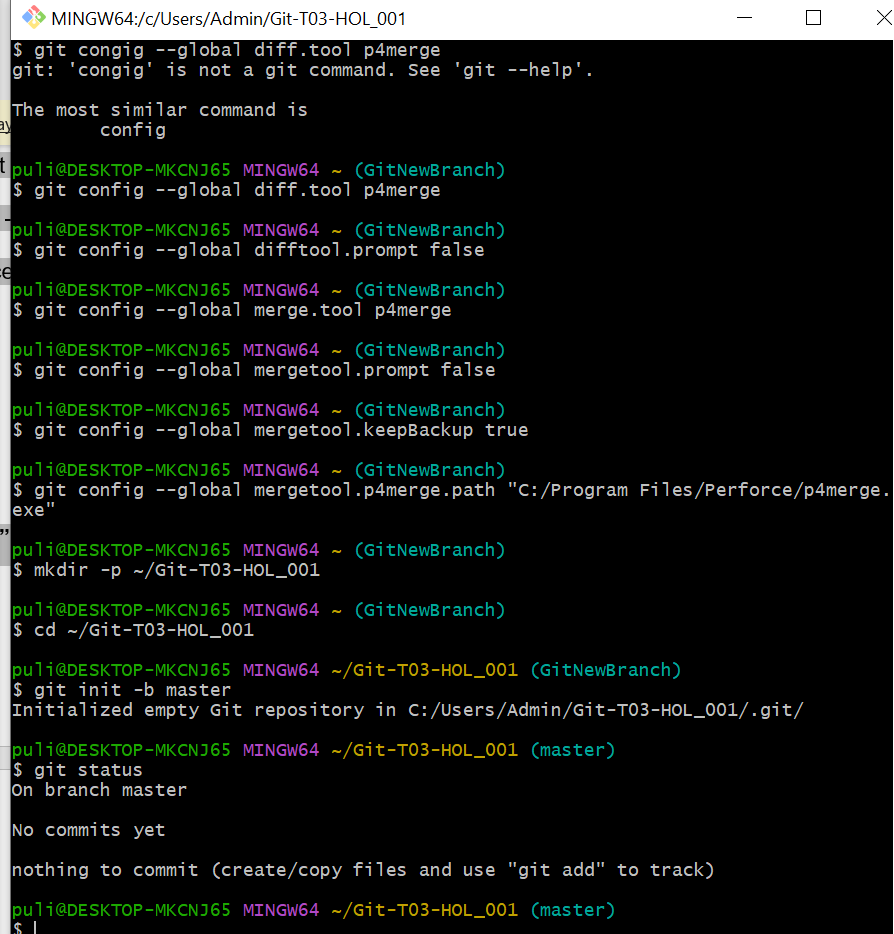 MINGW64:/c/Users/Admin/Git-T03-HOL_001
$ git congig --global diff.tool p4merge
git: 'congig' is not a git command. See 'git --help'.
The most similar command is
config
puli@DESKTOP-MKCNJ65 MINGW64 ~ (GitNewBranch)
$ git config --global diff.tool p4merge
puli@DESKTOP-MKCNJ65 MINGW64 ~ (GitNewBranch)
$ git config --global difftool.prompt false
puli@DESKTOP-MKCNJ65 MINGW64 ~ (GitNewBranch)
$ git config --global merge.tool p4merge
puli@DESKTOP-MKCNJ65 MINGW64 ~ (GitNewBranch)
$ git config --global mergetool.prompt false
puli@DESKTOP-MKCNJ65 MINGW64 ~ (GitNewBranch)
$ git config --global mergetool.keepBackup true
puli@DESKTOP-MKCNJ65 MINGW64 ~ (GitNewBranch)
$ git config --global mergetool.p4merge.path "C:/Program Files/Perforce/p4merge.
exe"
puli@DESKTOP-MKCNJ65 MINGW64 ~ (GitNewBranch)
$ mkdir -p ~/Git-T03-HOL_001
puli@DESKTOP-MKCNJ65 MINGW64 ~ (GitNewBranch)
$ cd ~/Git-T03-HOL_001
puli@DESKTOP-MKCNJ65 MINGW64 ~/Git-T03-HOL_001 (GitNewBranch)
$ git init -b master
Initialized empty Git repository in C:/Users/Admin/Git-T03-HOL_001/.git/
puli@DESKTOP-MKCNJ65 MINGW64 ~/Git-T03-HOL_001 (master)
$ git status
On branch master
No commits yet
nothing to commit (create/copy files and use "git add" to track)
puli@DESKTOP-MKCNJ65 MINGW64 ~/Git-T03-HOL_001 (master)
$